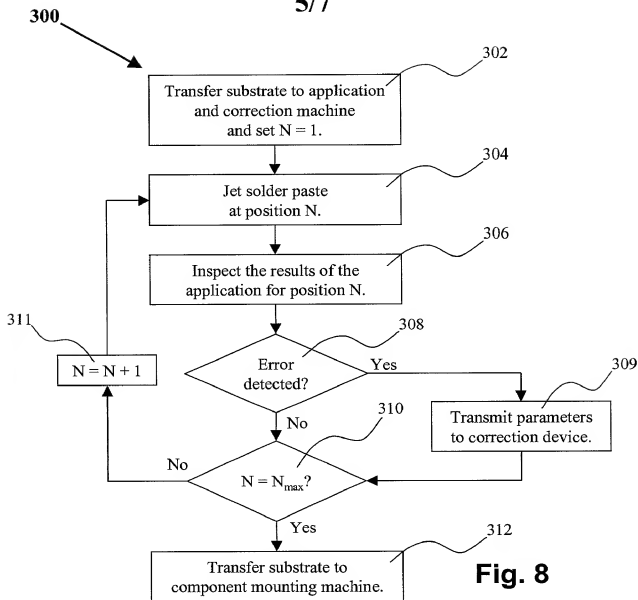 5/7
300
302
Transfer substrate to application
and correction machine
and set N = 1.
304
Jet solder paste
at position N.
306
Inspect the results of the
application for position N.
311
308
N = N + 1
Error
detected?
Yes
309
Transmit parameters
to correction device.
No
310
No
N = Nmax?
Yes
312
Transfer substrate to
component mounting machine.
Fig. 8